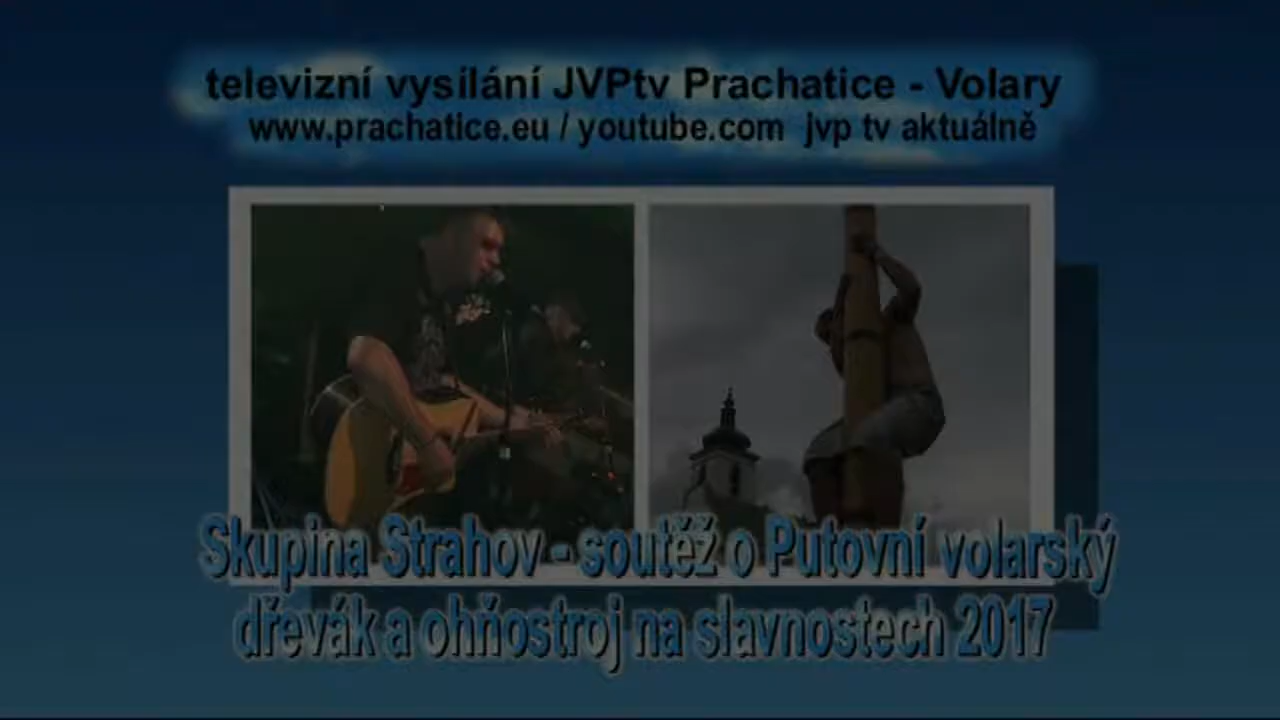 televizní vysílání JVPtv Prachatice - Volary
www.prachatice.eu / youtube.com jvp tv aktuálně
Skupina Strahov - soutěž o Putovní volarský
dřevák a ohňostroj na slavnostech 2017